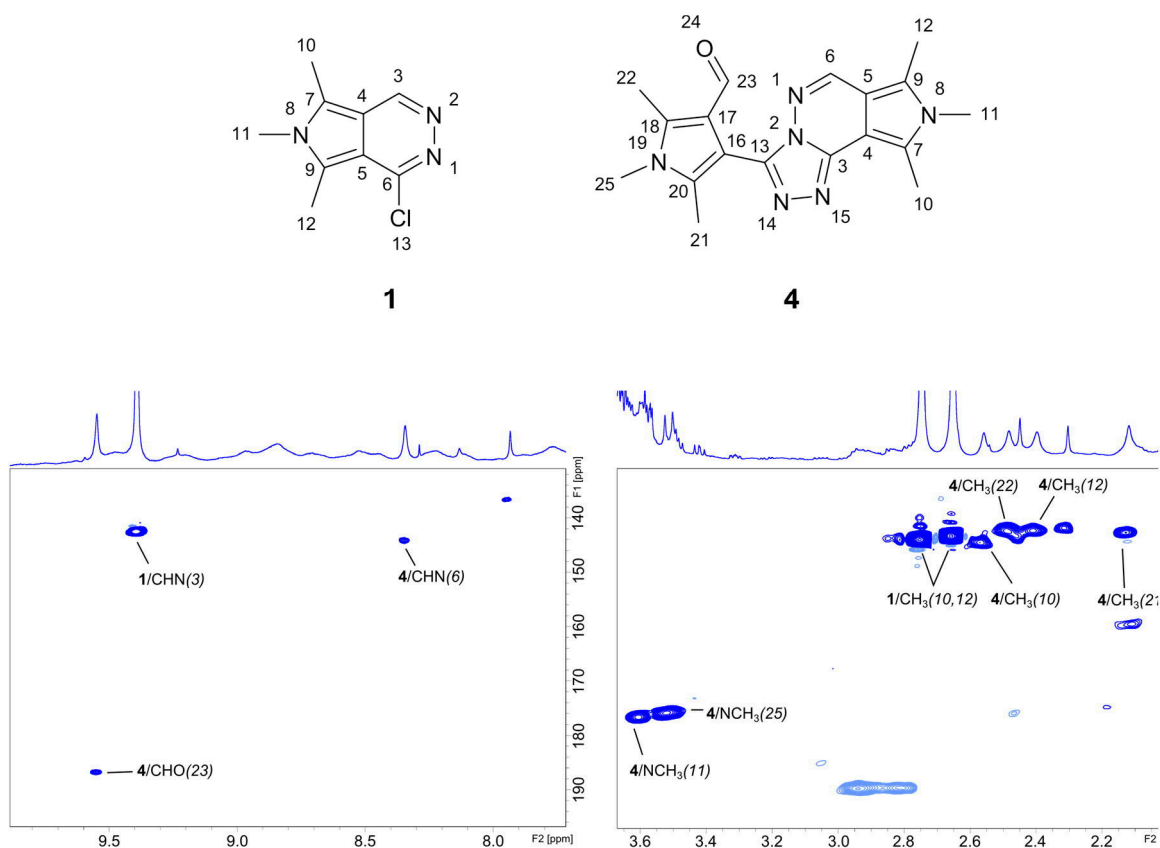 10
3
7
4
8
N
N
2
11
N
9
5
6
1
Cl
12
13
1
24
O
23
22
17
18
16
19
N
25
20
21
13
N
14
N
15
N
1
2
N
3
6
5
4
12
9
8
N
11
7
10
4
1/CHN(3)
4/CHN(6)
4/CHO(23)
140
150
160
170
180
190
F1 [ppm]
9.5
9.0
8.5
8.0
F2 [ppm]
4/CH₃(22)
4/CH₃(12)
1/CH₃(10,12)
4/CH₃(10)
4/CH₃(21
4/NCH₃(25)
4/NCH₃(11)
3.6
3.4
3.2
3.0
2.8
2.6
2.4
2.2
F2